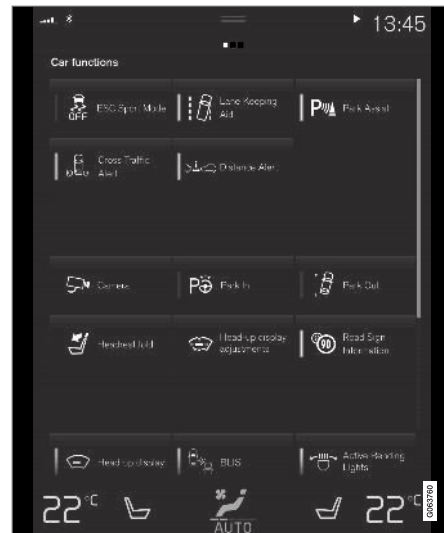 13:45
Car functions
OFF
ESC Sport Mode
Lane Keeping
Aid
P
Park Assist
Cross Traffic
Alert
Distance Alert
Camera
P
Park In
Park Out
Headrest fold
Head-up display
adjustments
90
Road Sign
Information
Head up display
BLIS
Active Bending
Lights
22°C
AUTO
22°C
G063760